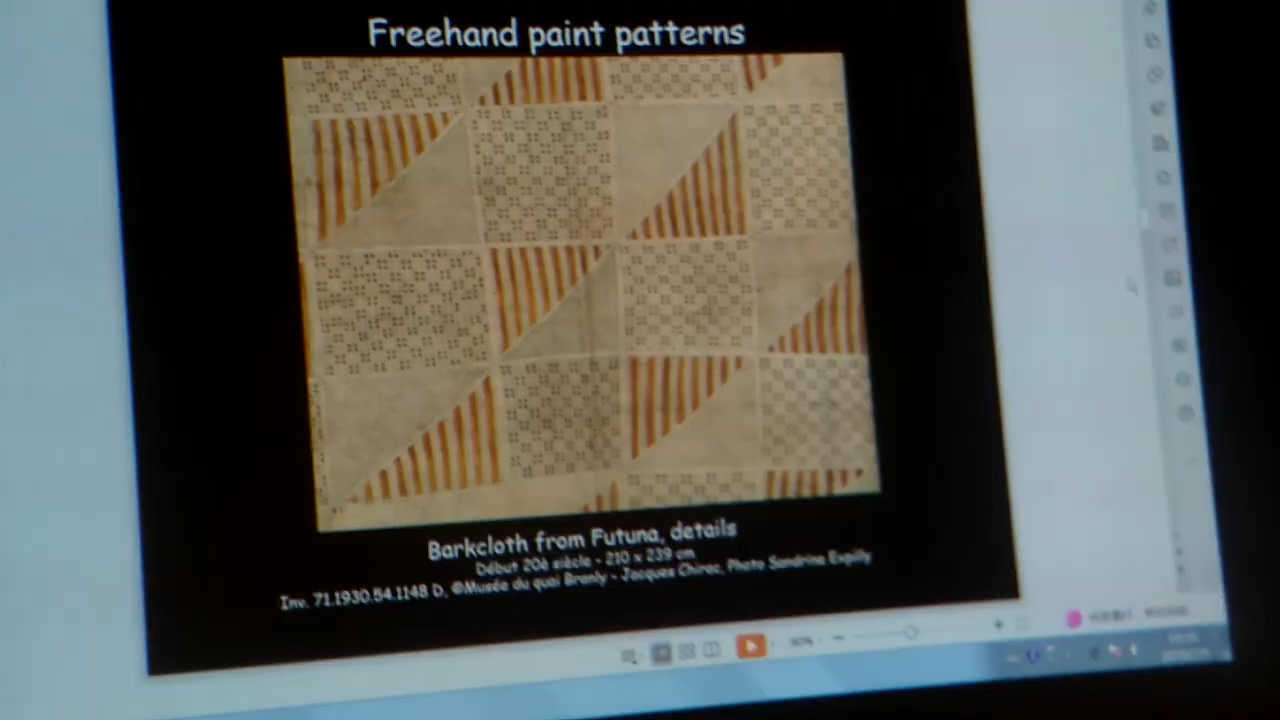 Freehand paint patterns
Barkcloth from Futuna, details
Début 20è siècle - 210 x 239 cm
Inv. 71.1930.54.1148 D, ©Musée du quai Branly - Jacques Chirac, Photo Sandrine Expilly
90%